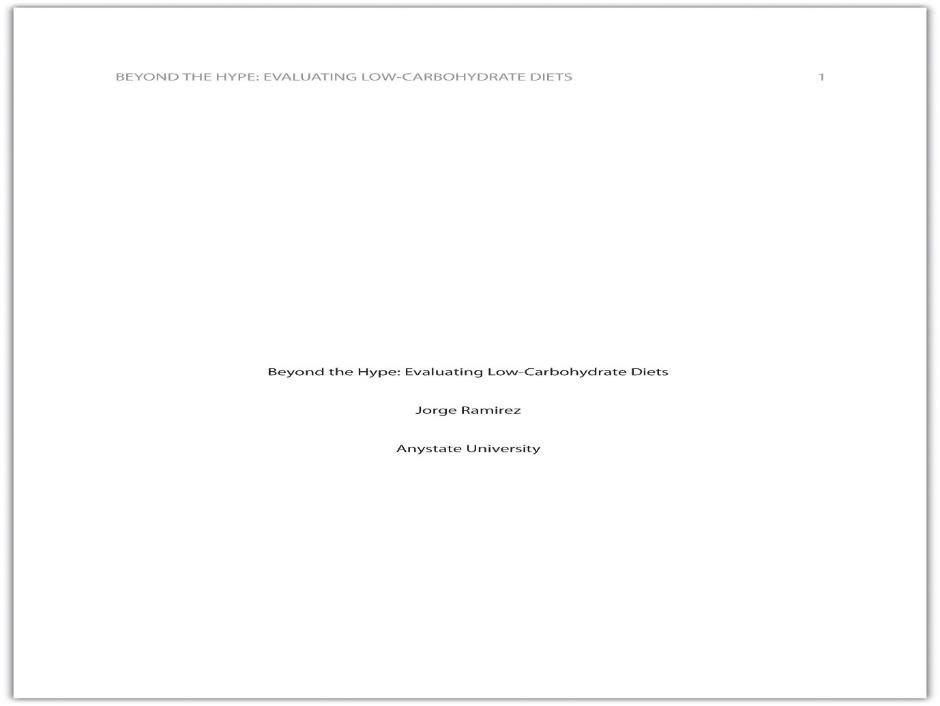 BEYOND THE HYPE: EVALUATING LOW-CARBOHYDRATE DIETS 1
Beyond the Hype: Evaluating Low-Carbohydrate Diets
Jorge Ramirez
Anystate University